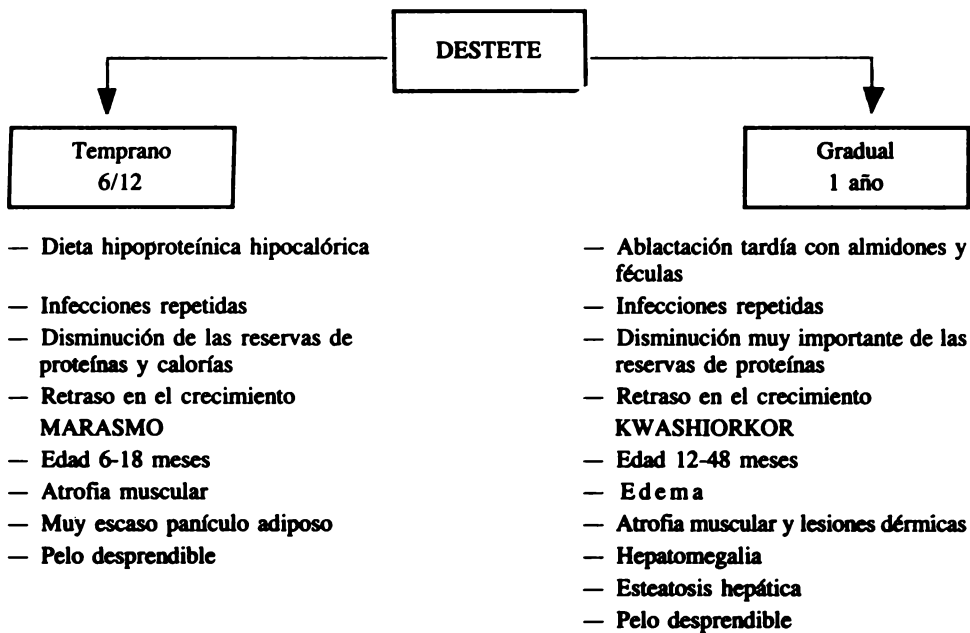 DESTETE
Temprano
6/12
— Dieta hipoproteínica hipocalórica
— Infecciones repetidas
— Disminución de las reservas de
proteínas y calorías
— Retraso en el crecimiento
MARASMO
— Edad 6-18 meses
— Atrofia muscular
— Muy escaso panículo adiposo
— Pelo desprendible
Gradual
1 año
— Ablactación tardía con almidones y
féculas
— Infecciones repetidas
— Disminución muy importante de las
reservas de proteínas
— Retraso en el crecimiento
KWASHIORKOR
— Edad 12-48 meses
— Edema
— Atrofia muscular y lesiones dérmicas
— Hepatomegalia
— Esteatosis hepática
— Pelo desprendible